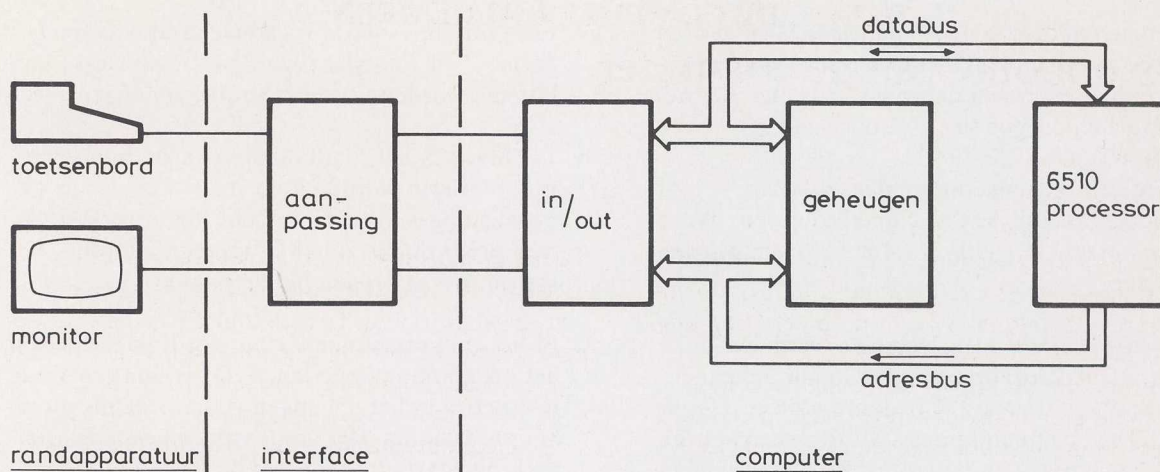 databus
toetsenbord
aan-
passing
in/out
geheugen
6510
processor
monitor
adresbus
randapparatuur
interface
computer